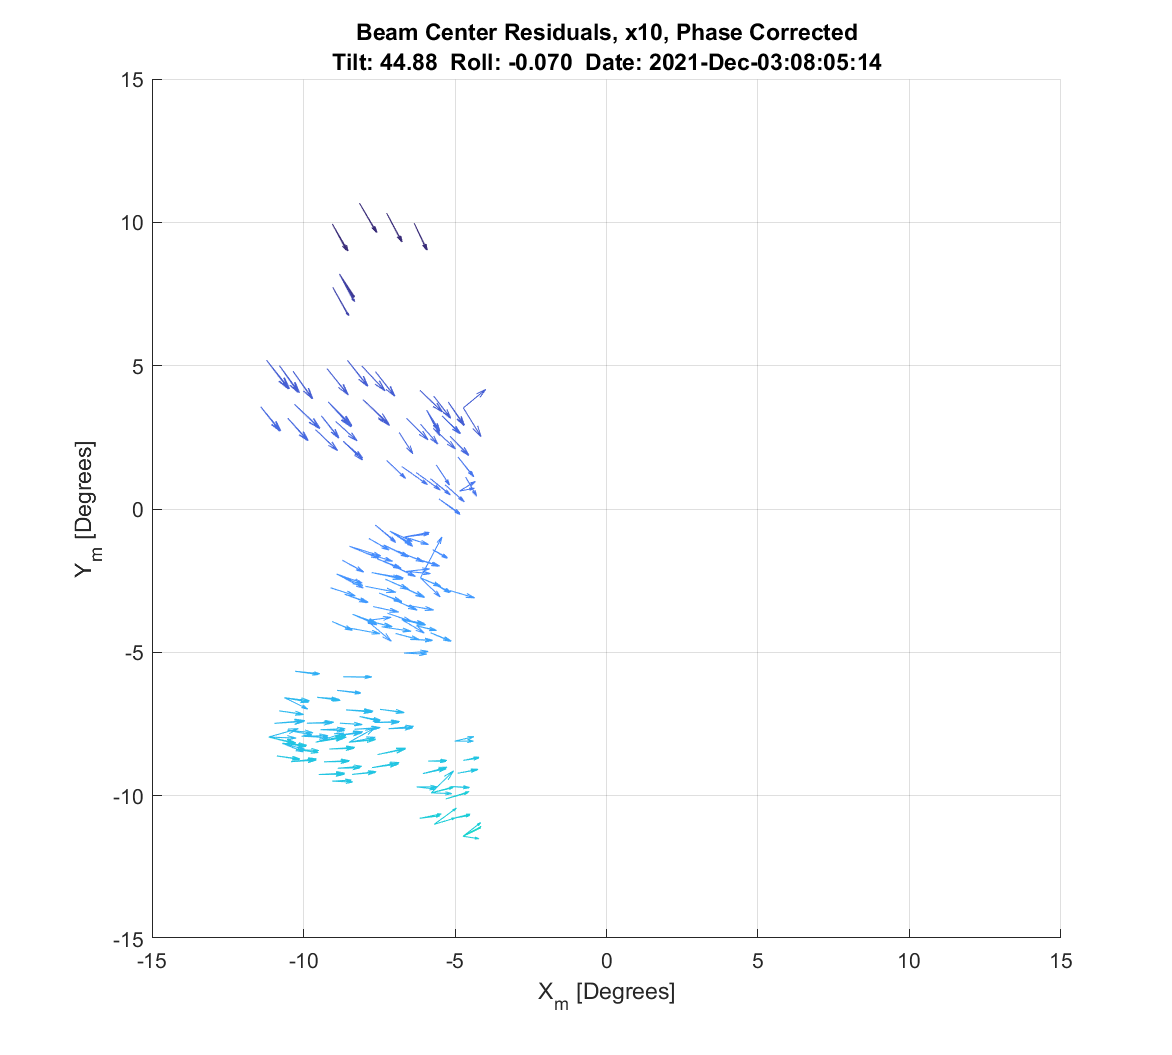 Beam Center Residuals, x10, Phase Corrected
Tilt: 44.88 Roll: -0.070 Date: 2021-Dec-03:08:05:14
15
10
5
0
-5
-10
-15
Y_m [Degrees]
-15 -10 -5 0 5 10 15
X_m [Degrees]